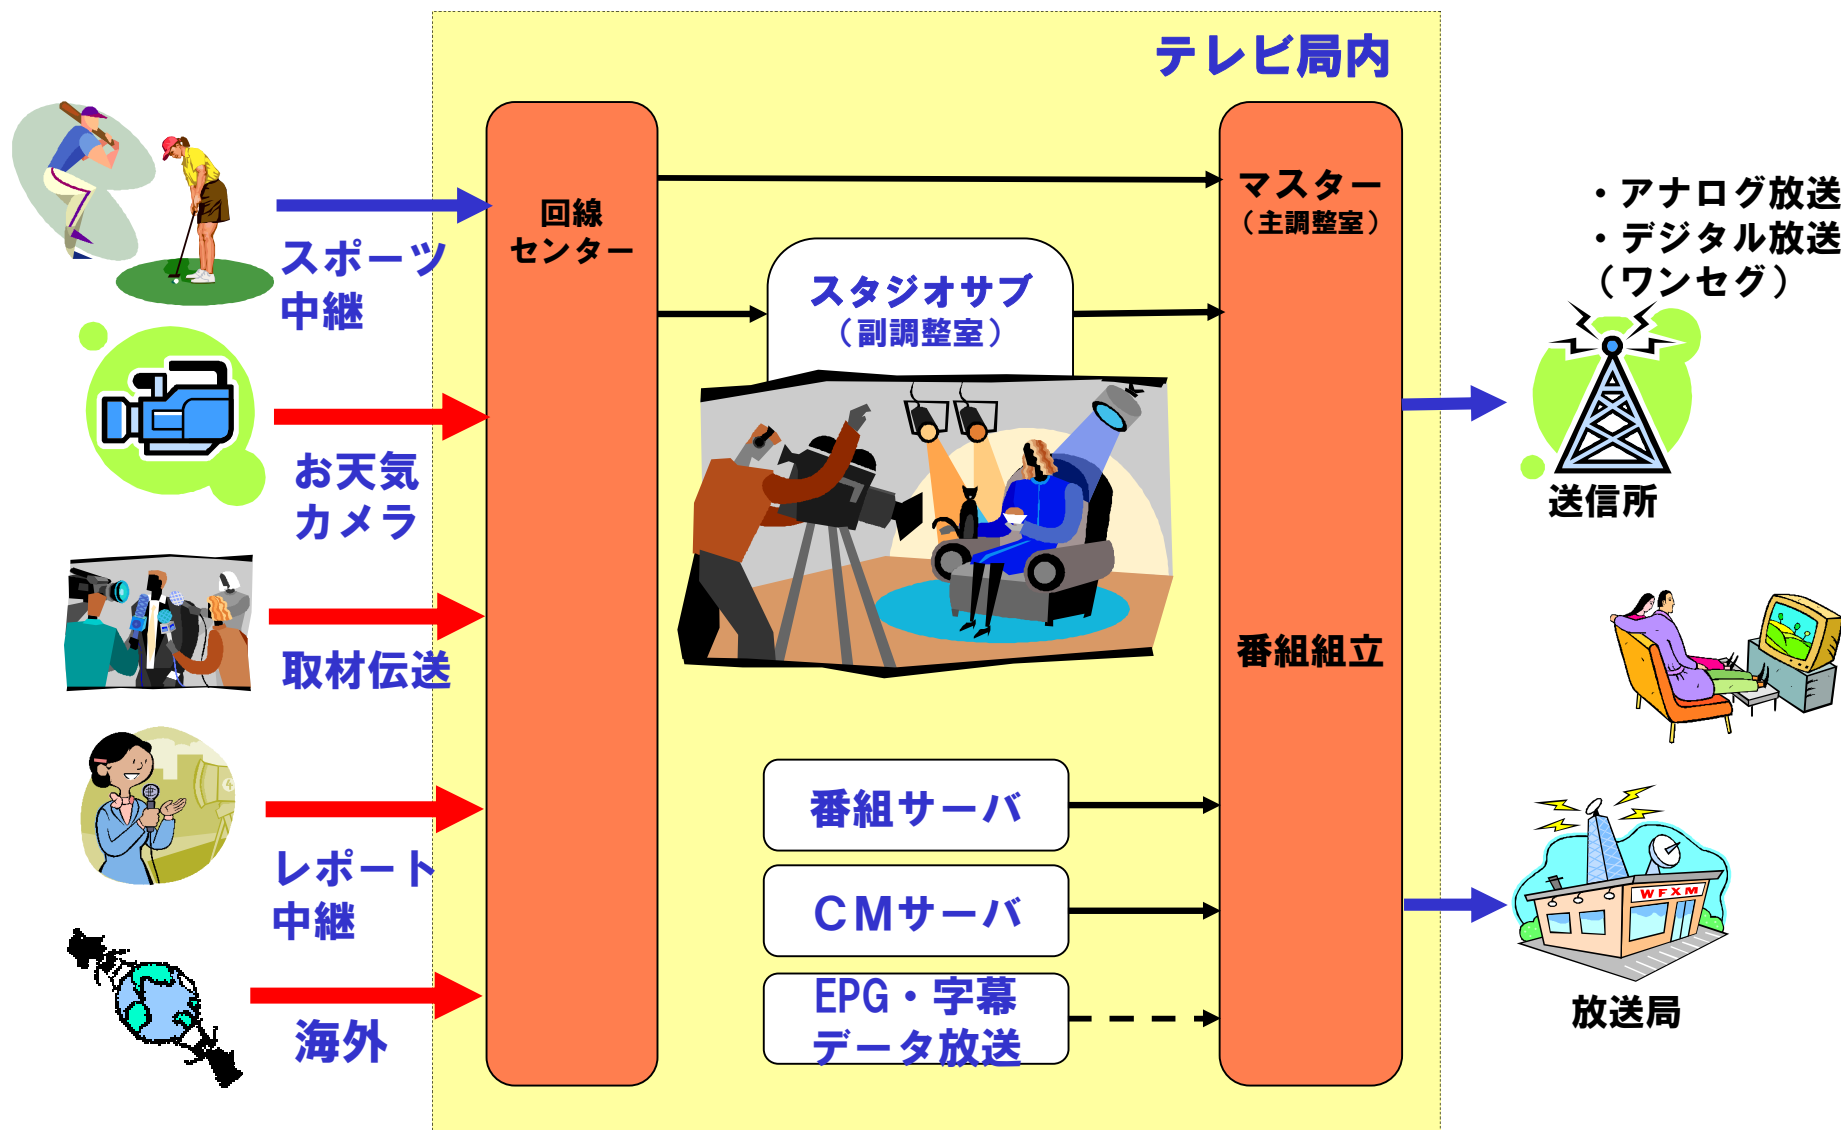 テレビ局内
スポーツ
中継
お天気
カメラ
取材伝送
レポート
中継
海外
回線
センター
スタジオサブ
（副調整室）
番組サーバ
ＣＭサーバ
EPG・字幕
データ放送
マスター
（主調整室）
番組組立
・アナログ放送
・デジタル放送
（ワンセグ）
送信所
WFXM
放送局